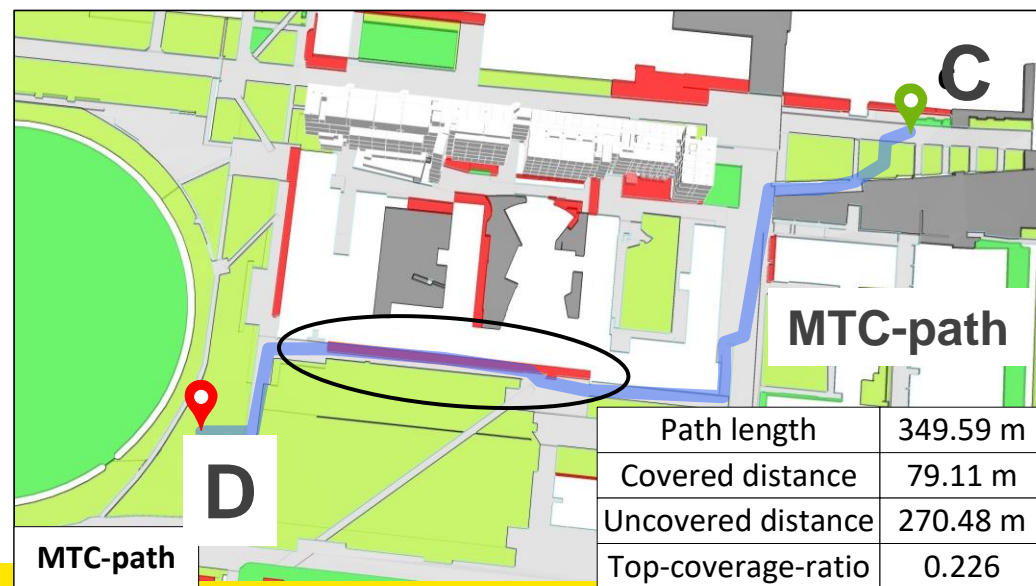 C
MTC-path
D
Path length 349.59 m
Covered distance 79.11 m
Uncovered distance 270.48 m
Top-coverage-ratio 0.226
MTC-path